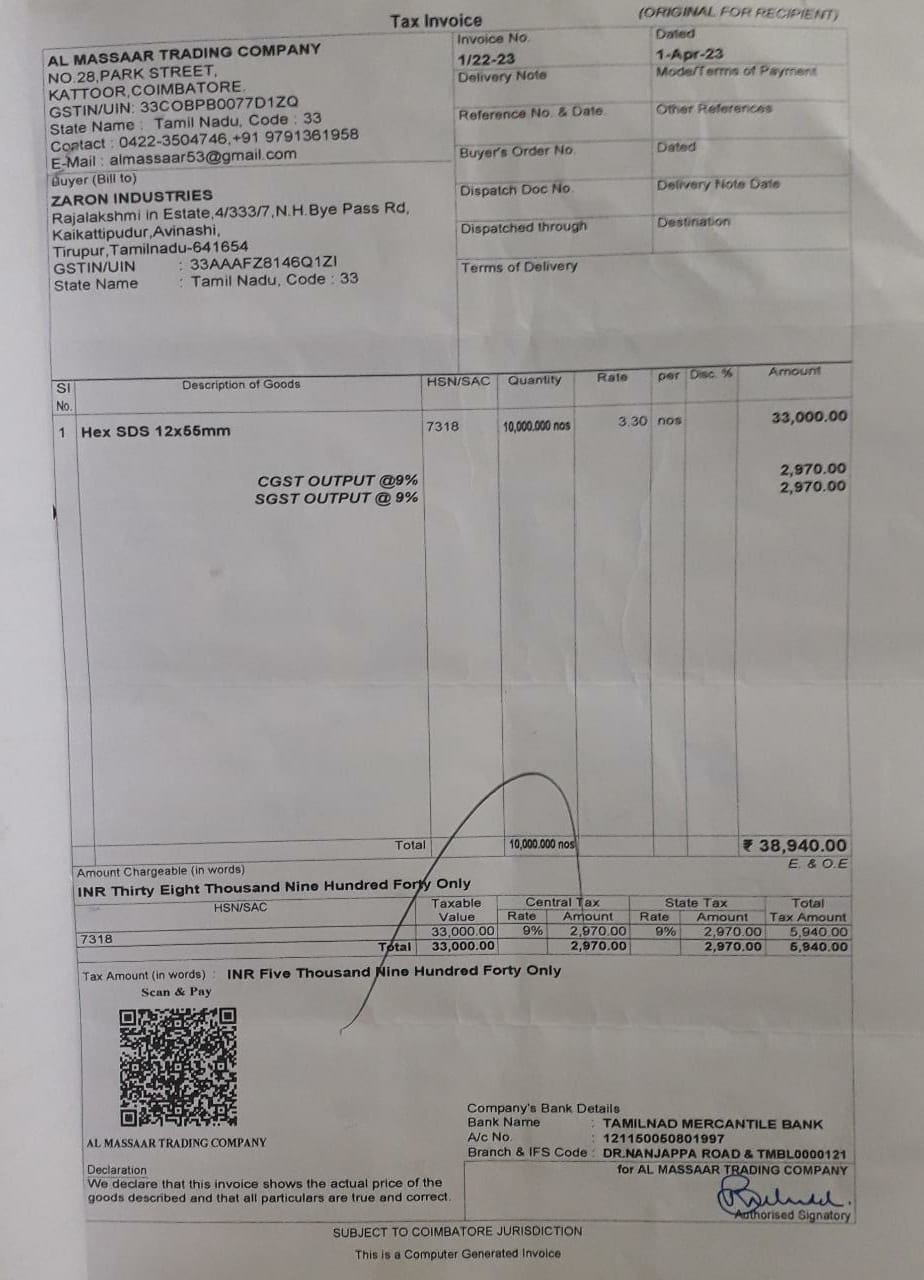 Tax Invoice
(ORIGINAL FOR RECIPIENT)
AL MASSAAR TRADING COMPANY
NO.28,PARK STREET,
KATTOOR,COIMBATORE.
GSTIN/UIN: 33COBPB0077D1ZQ
State Name : Tamil Nadu, Code : 33
Contact : 0422-3504746,+91 9791361958
E-Mail : almassaar53@gmail.com
Invoice No.
1/22-23
Dated
1-Apr-23
Delivery Note
Mode/Terms of Payment
Reference No. & Date.
Other References
Buyer's Order No.
Dated
Dispatch Doc No.
Delivery Note Date
Dispatched through
Destination
Terms of Delivery
Buyer (Bill to)
ZARON INDUSTRIES
Rajalakshmi in Estate,4/333/7,N.H.Bye Pass Rd,
Kaikattipudur,Avinashi,
Tirupur,Tamilnadu-641654
GSTIN/UIN : 33AAAFZ8146Q1ZI
State Name : Tamil Nadu, Code : 33
Sl No. Description of Goods HSN/SAC Quantity Rate per Disc. % Amount
1 Hex SDS 12x55mm 7318 10,000.000 nos 3.30 nos 33,000.00
CGST OUTPUT @9% 2,970.00
SGST OUTPUT @ 9% 2,970.00
Total 10,000.000 nos ₹ 38,940.00
Amount Chargeable (in words) E. & O.E
INR Thirty Eight Thousand Nine Hundred Forty Only
HSN/SAC Taxable Value Central Tax State Tax Total Tax Amount
Rate Amount Rate Amount
7318 33,000.00 9% 2,970.00 9% 2,970.00 5,940.00
Total 33,000.00 2,970.00 2,970.00 5,940.00
Tax Amount (in words) : INR Five Thousand Nine Hundred Forty Only
Scan & Pay
AL MASSAAR TRADING COMPANY
Company's Bank Details
Bank Name : TAMILNAD MERCANTILE BANK
A/c No. : 121150050801997
Branch & IFS Code : DR.NANJAPPA ROAD & TMBL0000121
Declaration
We declare that this invoice shows the actual price of the
goods described and that all particulars are true and correct.
for AL MASSAAR TRADING COMPANY
Authorised Signatory
SUBJECT TO COIMBATORE JURISDICTION
This is a Computer Generated Invoice